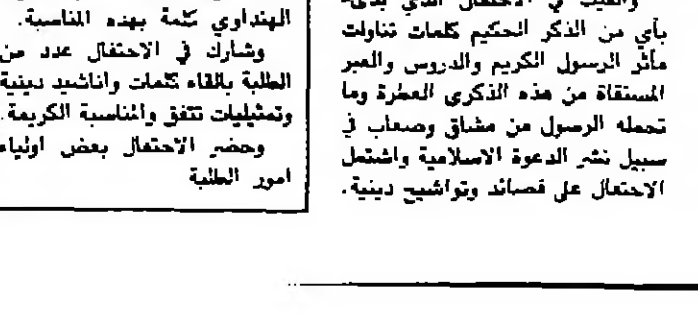 والقيت في الاحتفال الذي بدىء
بأي من الذكر الحكيم كلمات تناولت
مآثر الرسول الكريم والدروس والعبر
المستقاة من هذه الذكرى العطرة وما
تحمله الرسول من مشاق وصعاب في
سبيل نشر الدعوة الاسلامية واشتمل
الاحتفال على قصائد وتواشيح دينية.
الهنداوي كلمة بهذه المناسبة.
وشارك في الاحتفال عدد من
الطلبة بالقاء كلمات واناشيد دينية
وتمثيليات تتفق والمناسبة الكريمة.
وحضر الاحتفال بعض اولياء
امور الطلبة